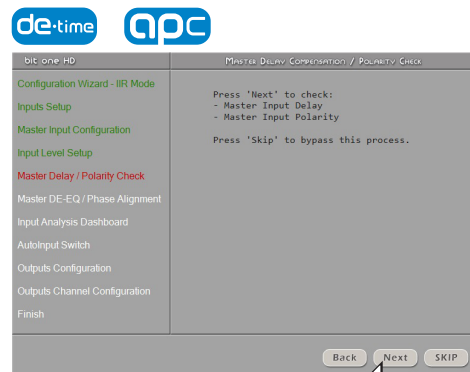 de-time
apc
bit one HD
Master Delay Compensation / Polarity Check
Configuration Wizard - IIR Mode
Inputs Setup
Master Input Configuration
Input Level Setup
Master Delay / Polarity Check
Master DE-EQ / Phase Alignment
Input Analysis Dashboard
AutoInput Switch
Outputs Configuration
Outputs Channel Configuration
Finish
Press 'Next' to check:
- Master Input Delay
- Master Input Polarity
Press 'Skip' to bypass this process.
Back
Next
SKIP